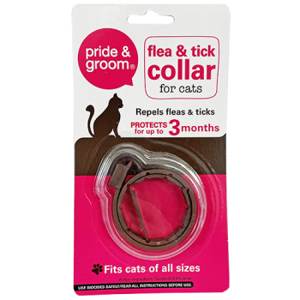 pride &
groom®
flea & tick
collar
for cats
Repels fleas & ticks
PROTECTS
for up to
3 months
Fits cats of all sizes